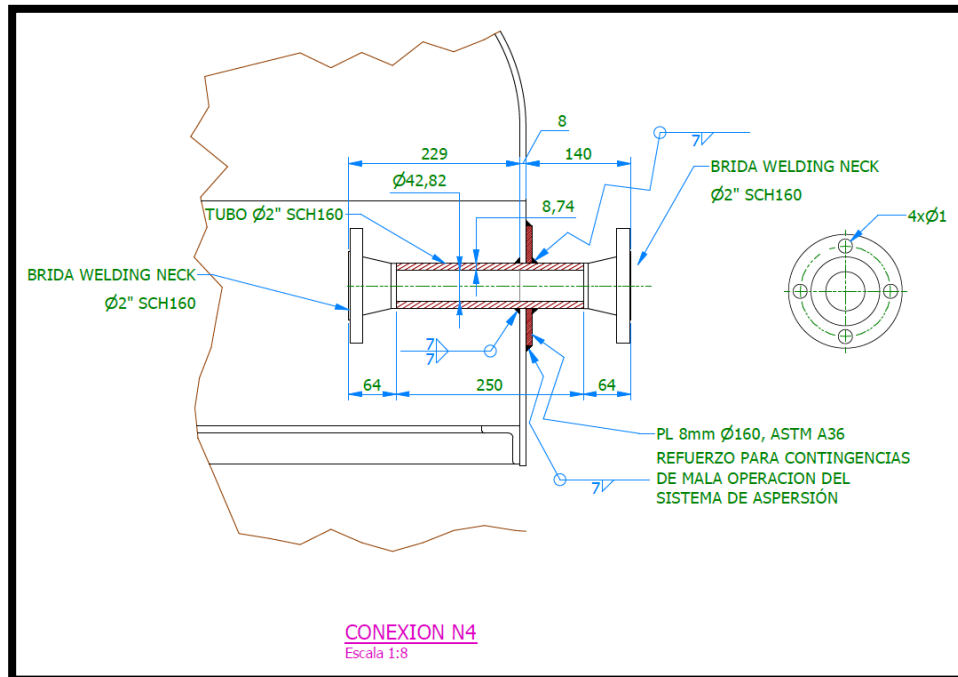 8
229
140
7
Ø42,82
BRIDA WELDING NECK
Ø2" SCH160
TUBO Ø2" SCH160
8,74
4xØ1
BRIDA WELDING NECK
Ø2" SCH160
7
7
64
250
64
PL 8mm Ø160, ASTM A36
REFUERZO PARA CONTINGENCIAS
DE MALA OPERACION DEL
SISTEMA DE ASPERSIÓN
7
CONEXION N4
Escala 1:8